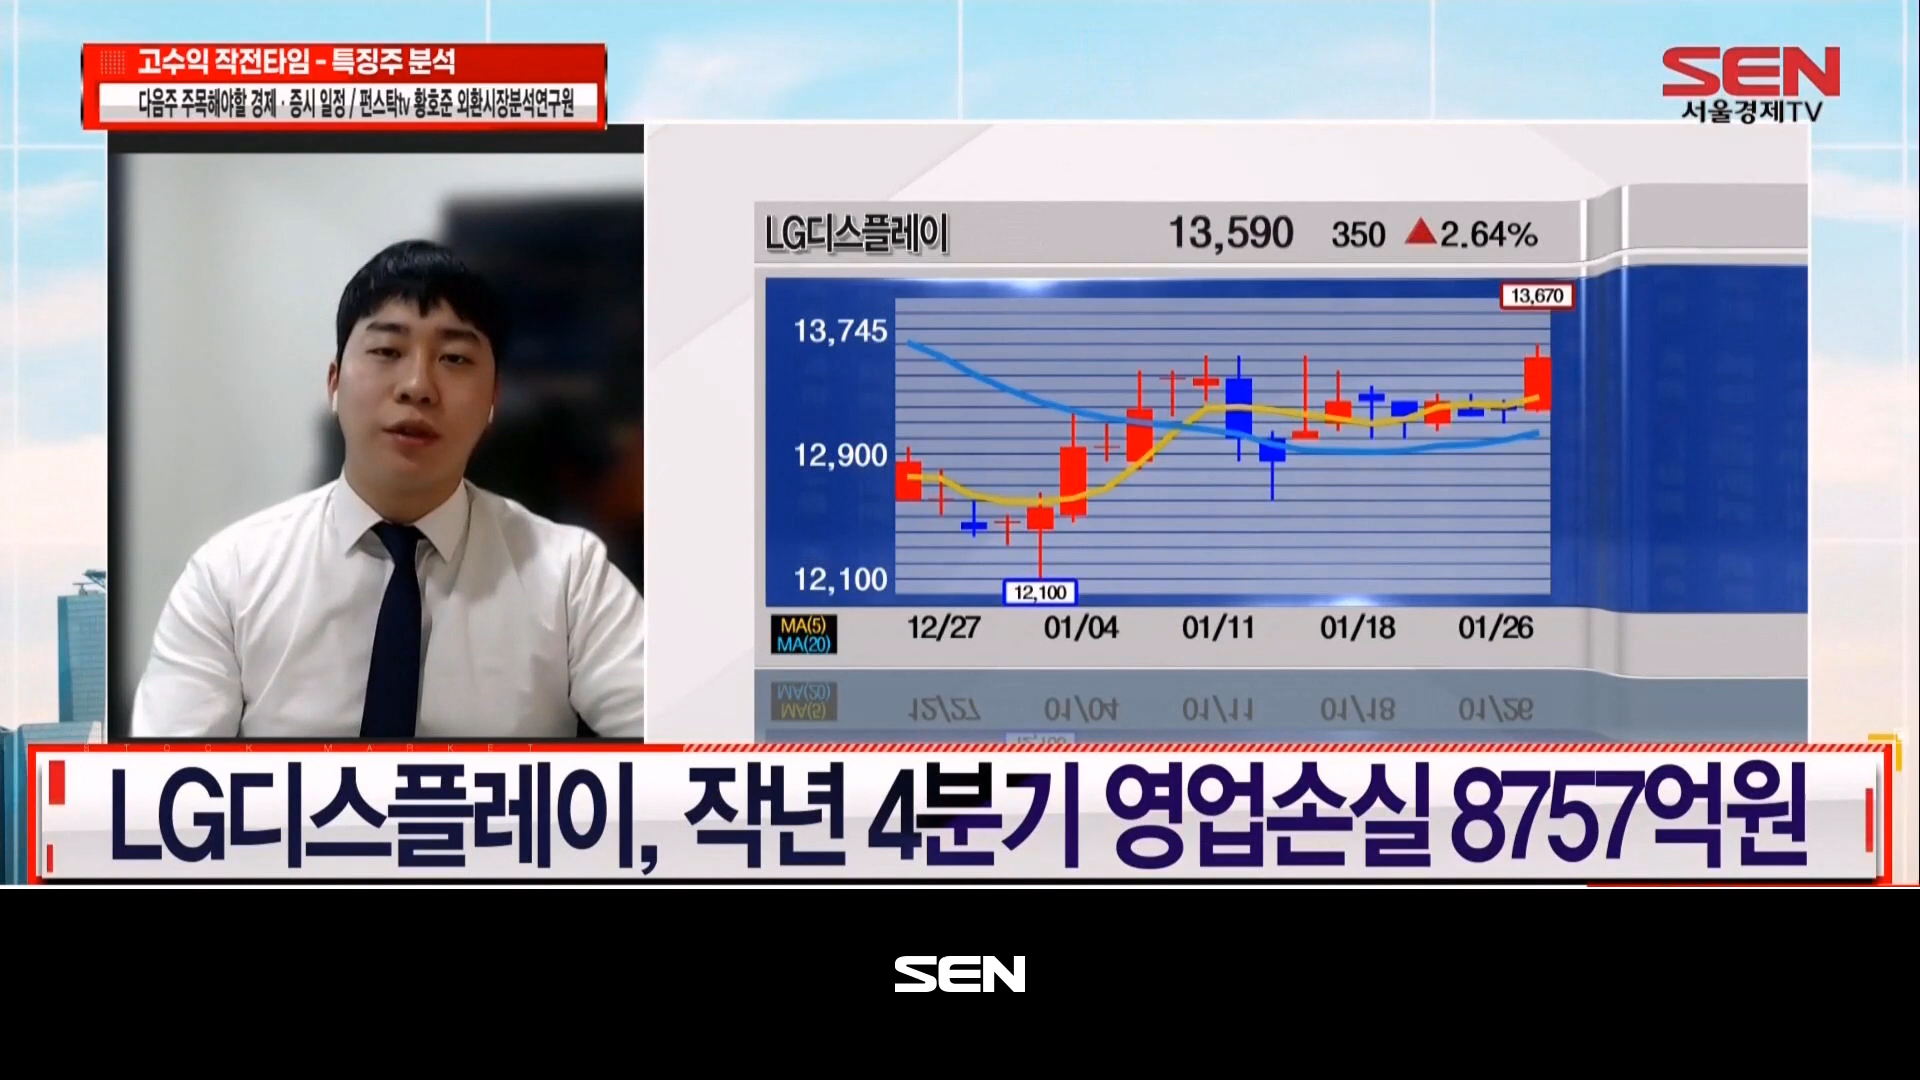 고수익 작전타임 - 특징주 분석
다음주 주목해야할 경제 · 증시 일정 / 펀스탁tv 황호준 외환시장분석연구원
SEN
서울경제TV
LG디스플레이 13,590 350 ▲2.64%
13,670
13,745
12,900
12,100
12,100
MA(5)
MA(20)
12/27 01/04 01/11 01/18 01/26
STOCK MARKET
LG디스플레이, 작년 4분기 영업손실 8757억원
SEN